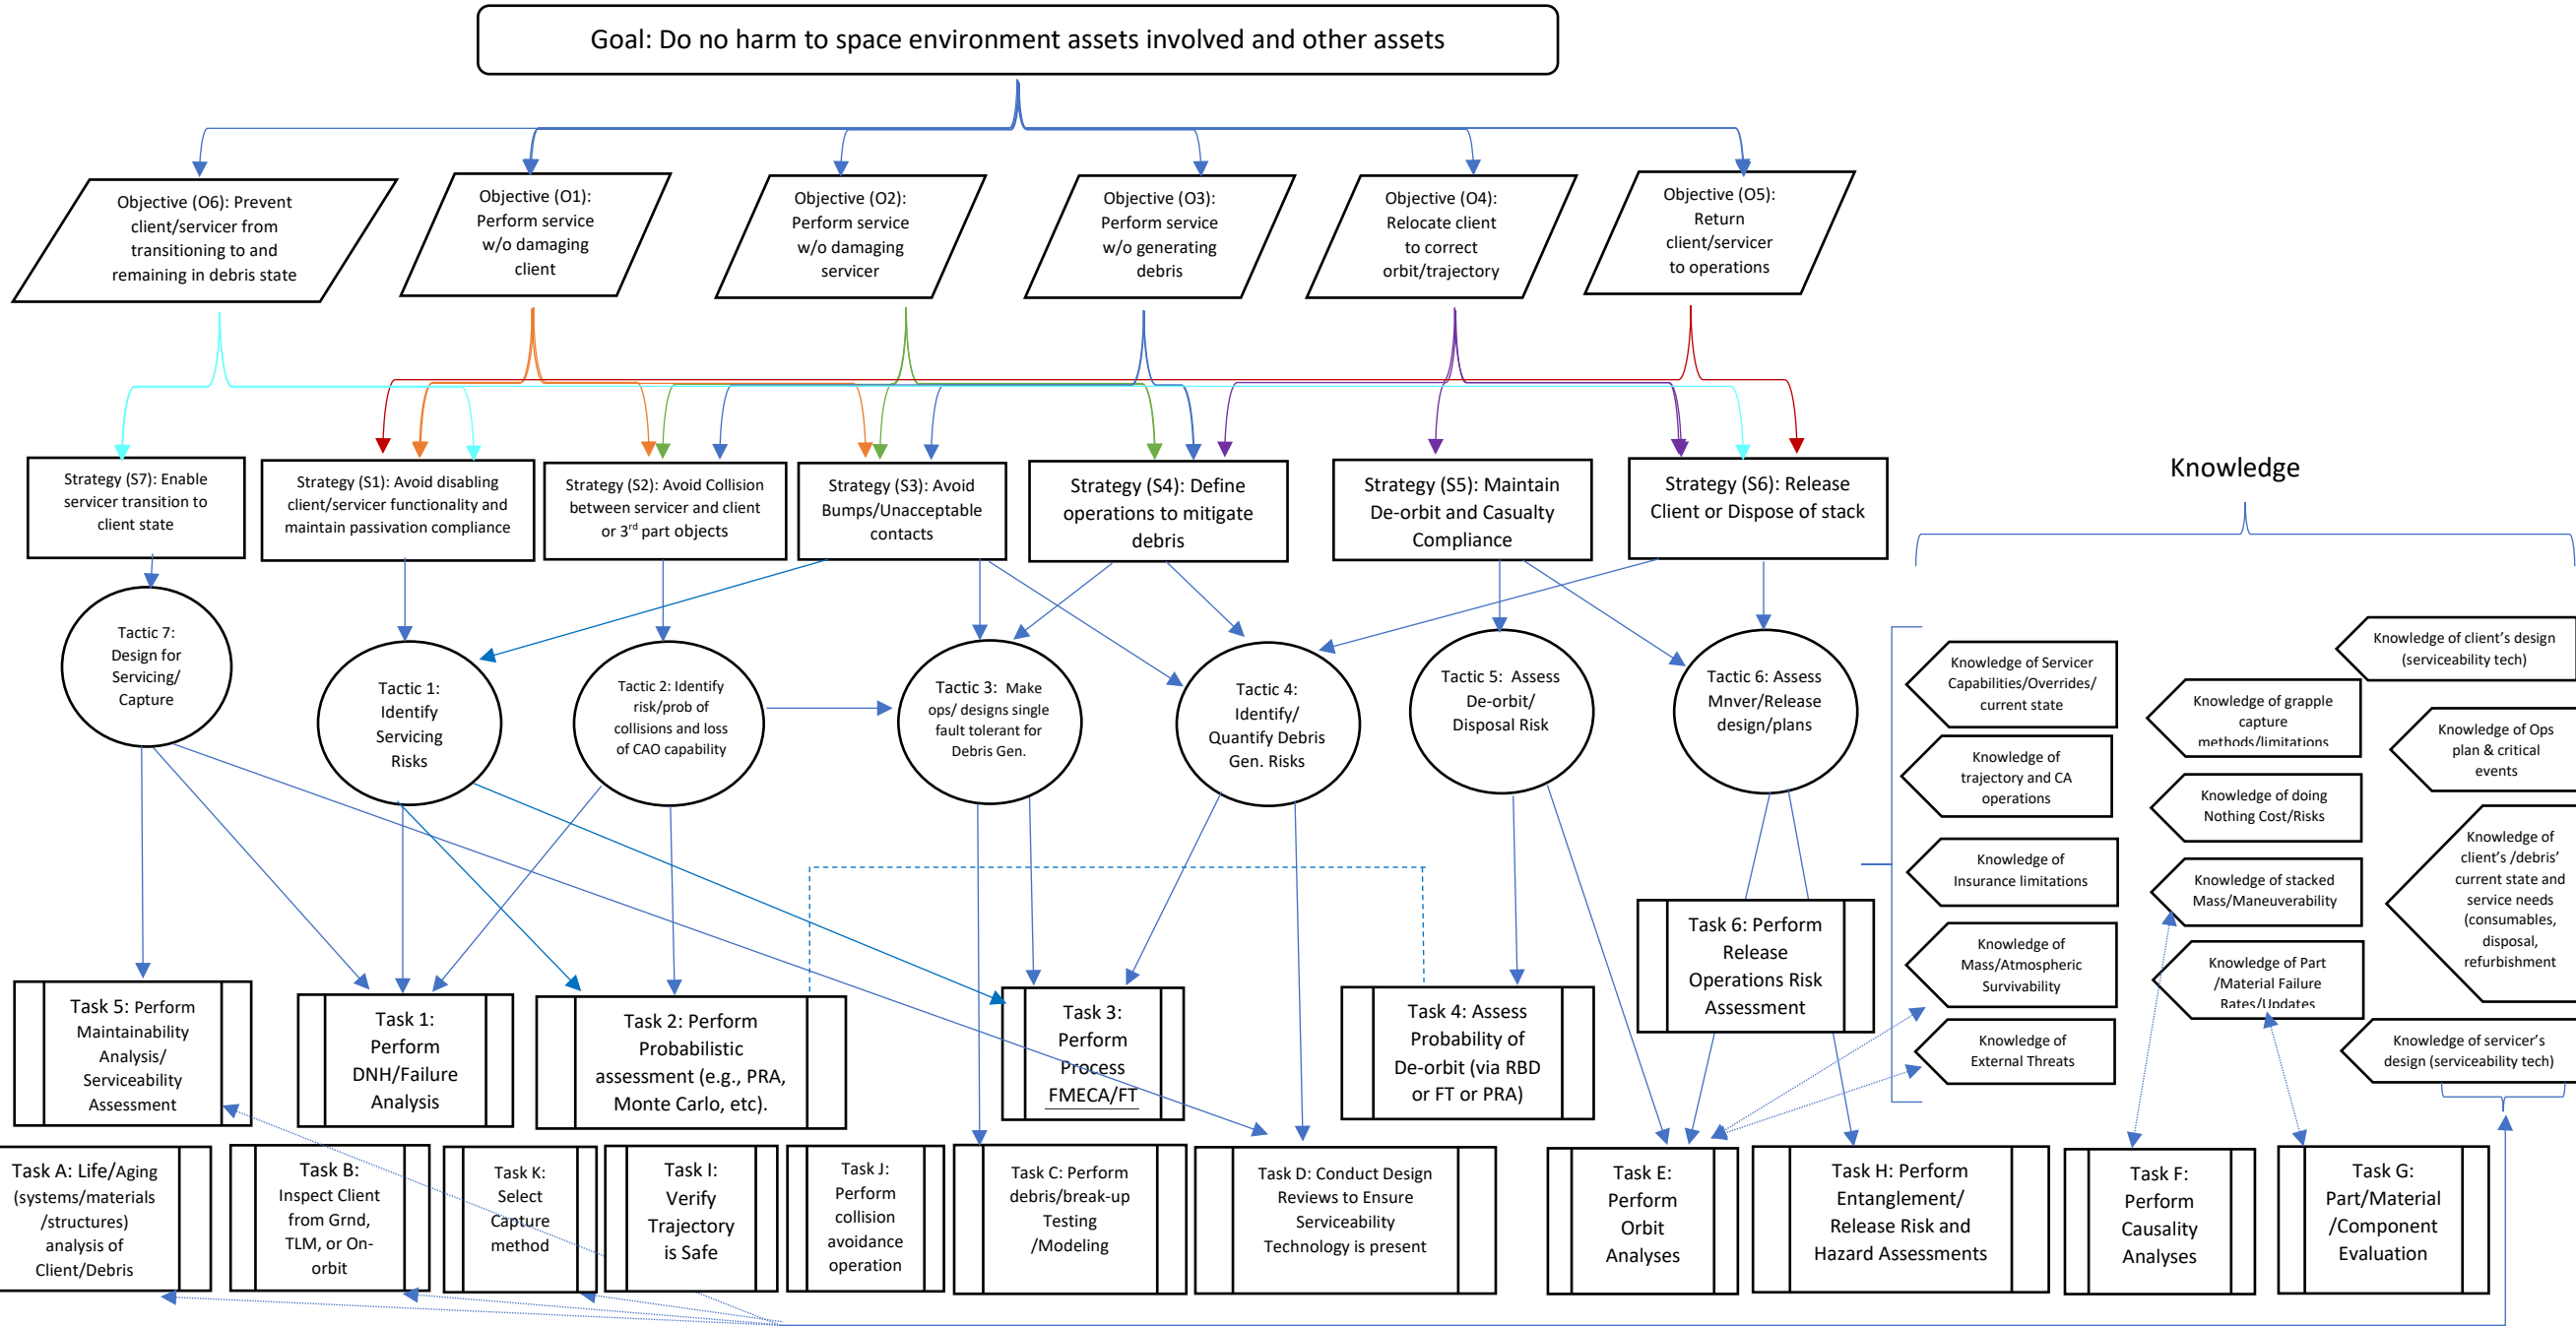 Goal: Do no harm to space environment assets involved and other assets
Objective (O6): Prevent
client/servicer from
transitioning to and
remaining in debris state
Objective (O1):
Perform service
w/o damaging
client
Objective (O2):
Perform service
w/o damaging
servicer
Objective (O3):
Perform service
w/o generating
debris
Objective (O4):
Relocate client
to correct
orbit/trajectory
Objective (O5):
Return
client/servicer
to operations
Strategy (S7): Enable
servicer transition to
client state
Strategy (S1): Avoid disabling
client/servicer functionality and
maintain passivation compliance
Strategy (S2): Avoid Collision
between servicer and client
or 3rd part objects
Strategy (S3): Avoid
Bumps/Unacceptable
contacts
Strategy (S4): Define
operations to mitigate
debris
Strategy (S5): Maintain
De-orbit and Casualty
Compliance
Strategy (S6): Release
Client or Dispose of stack
Knowledge
Tactic 7:
Design for
Servicing/
Capture
Tactic 1:
Identify
Servicing
Risks
Tactic 2: Identify
risk/prob of
collisions and loss
of CAO capability
Tactic 3: Make
ops/ designs single
fault tolerant for
Debris Gen.
Tactic 4:
Identify/
Quantify Debris
Gen. Risks
Tactic 5: Assess
De-orbit/
Disposal Risk
Tactic 6: Assess
Mnver/Release
design/plans
Knowledge of Servicer
Capabilities/Overrides/
current state
Knowledge of
trajectory and CA
operations
Knowledge of
Insurance limitations
Knowledge of
Mass/Atmospheric
Survivability
Knowledge of
External Threats
Knowledge of grapple
capture
methods/limitations
Knowledge of doing
Nothing Cost/Risks
Knowledge of stacked
Mass/Maneuverability
Knowledge of Part
/Material Failure
Rates/Updates
Knowledge of client's design
(serviceability tech)
Knowledge of Ops
plan & critical
events
Knowledge of
client's /debris'
current state and
service needs
(consumables,
disposal,
refurbishment
Knowledge of servicer's
design (serviceability tech)
Task 5: Perform
Maintainability
Analysis/
Serviceability
Assessment
Task 1:
Perform
DNH/Failure
Analysis
Task 2: Perform
Probabilistic
assessment (e.g., PRA,
Monte Carlo, etc).
Task 3:
Perform
Process
FMECA/FT
Task 4: Assess
Probability of
De-orbit (via RBD
or FT or PRA)
Task 6: Perform
Release
Operations Risk
Assessment
Task A: Life/Aging
(systems/materials
/structures)
analysis of
Client/Debris
Task B:
Inspect Client
from Grnd,
TLM, or On-
orbit
Task K:
Select
Capture
method
Task I:
Verify
Trajectory
is Safe
Task J:
Perform
collision
avoidance
operation
Task C: Perform
debris/break-up
Testing
/Modeling
Task D: Conduct Design
Reviews to Ensure
Serviceability
Technology is present
Task E:
Perform
Orbit
Analyses
Task H: Perform
Entanglement/
Release Risk and
Hazard Assessments
Task F:
Perform
Causality
Analyses
Task G:
Part/Material
/Component
Evaluation